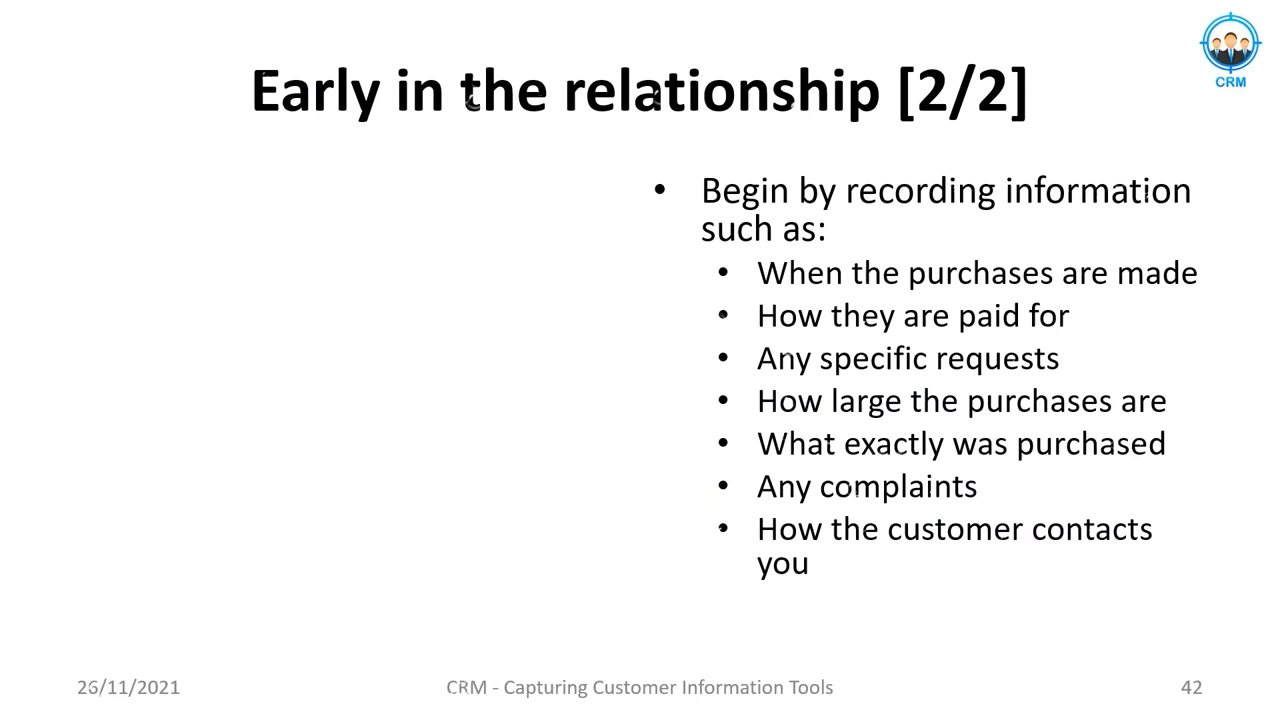 CRM
Early in the relationship [2/2]
• Begin by recording information
such as:
• When the purchases are made
• How they are paid for
• Any specific requests
• How large the purchases are
• What exactly was purchased
• Any complaints
• How the customer contacts
you
26/11/2021
CRM - Capturing Customer Information Tools
42